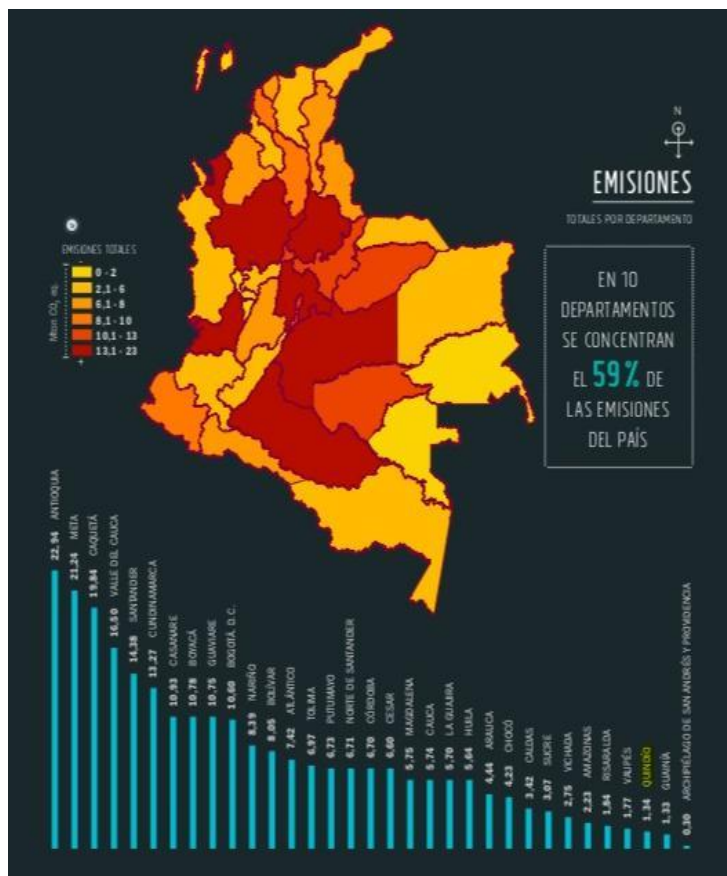 N
EMISIONES
TOTALES POR DEPARTAMENTO
EN 10
DEPARTAMENTOS
SE CONCENTRAN
EL 59% DE
LAS EMISIONES
DEL PAÍS
EMISIONES TOTALES
Mton CO₂ eq.
0 - 2
2,1 - 6
6,1 - 8
8,1 - 10
10,1 - 13
13,1 - 23
+
22,94 ANTIOQUIA
21,24 META
19,84 CAQUETÁ
16,50 VALLE DEL CAUCA
14,38 SANTANDER
13,27 CUNDINAMARCA
10,93 CASANARE
10,78 BOYACÁ
10,75 GUAVIARE
10,60 BOGOTÁ, D.C.
8,39 NARIÑO
8,05 BOLÍVAR
7,42 ATLÁNTICO
6,97 TOLIMA
6,73 PUTUMAYO
6,71 NORTE DE SANTANDER
6,70 CÓRDOBA
6,60 CESAR
5,75 MAGDALENA
5,74 CAUCA
5,70 LA GUAJIRA
5,64 HUILA
4,44 ARAUCA
4,23 CHOCÓ
3,42 CALDAS
3,07 SUCRE
2,75 VICHADA
2,23 AMAZONAS
1,84 RISARALDA
1,77 VAUPÉS
1,34 QUINDÍO
1,33 GUAINÍA
0,30 ARCHIPIÉLAGO DE SAN ANDRÉS Y PROVIDENCIA